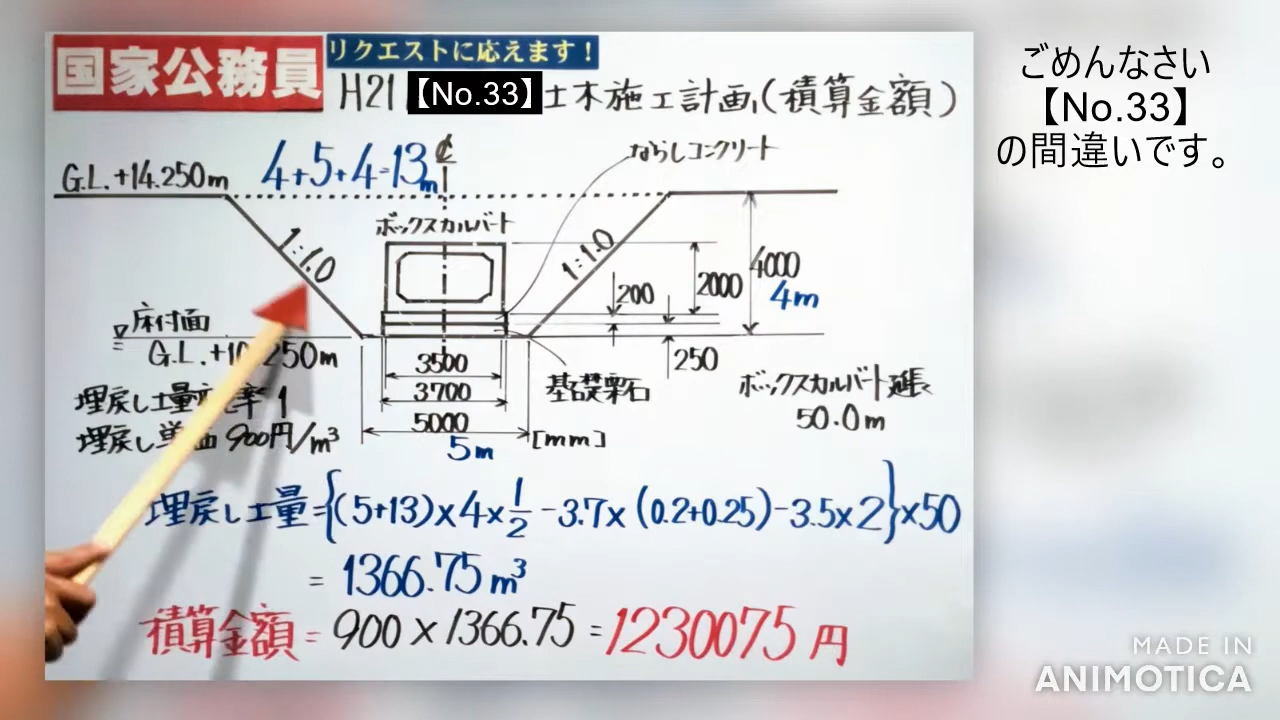 国家公務員
リクエストに応えます!
H21【No.33】土木施工計画(積算金額)
ごめんなさい
【No.33】
の間違いです。
G.L.+14.250m
4+5+4=13m
℄
ならしコンクリート
ボックスカルバート
1:1.0
1:1.0
200
2000
4000
4m
250
床付面
G.L.+10.250m
3500
3700
5000
5m
[mm]
基礎栗石
ボックスカルバート延長
50.0m
埋戻し土量変化率 1
埋戻し単価 900円/m³
埋戻し土量={(5+13)×4×1/2-3.7×(0.2+0.25)-3.5×2}×50
= 1366.75m³
積算金額=900×1366.75=1230075円
MADE IN
ANIMOTICA